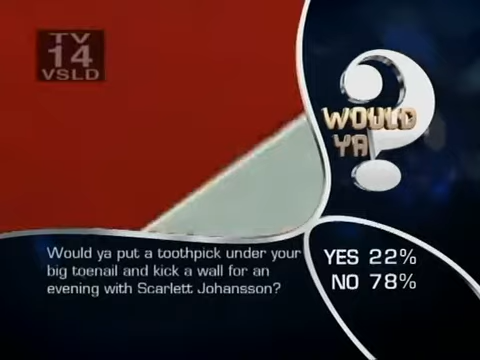 TV
14
VSLD
WOULD
YA
?
Would ya put a toothpick under your
big toenail and kick a wall for an
evening with Scarlett Johansson?
YES 22%
NO 78%